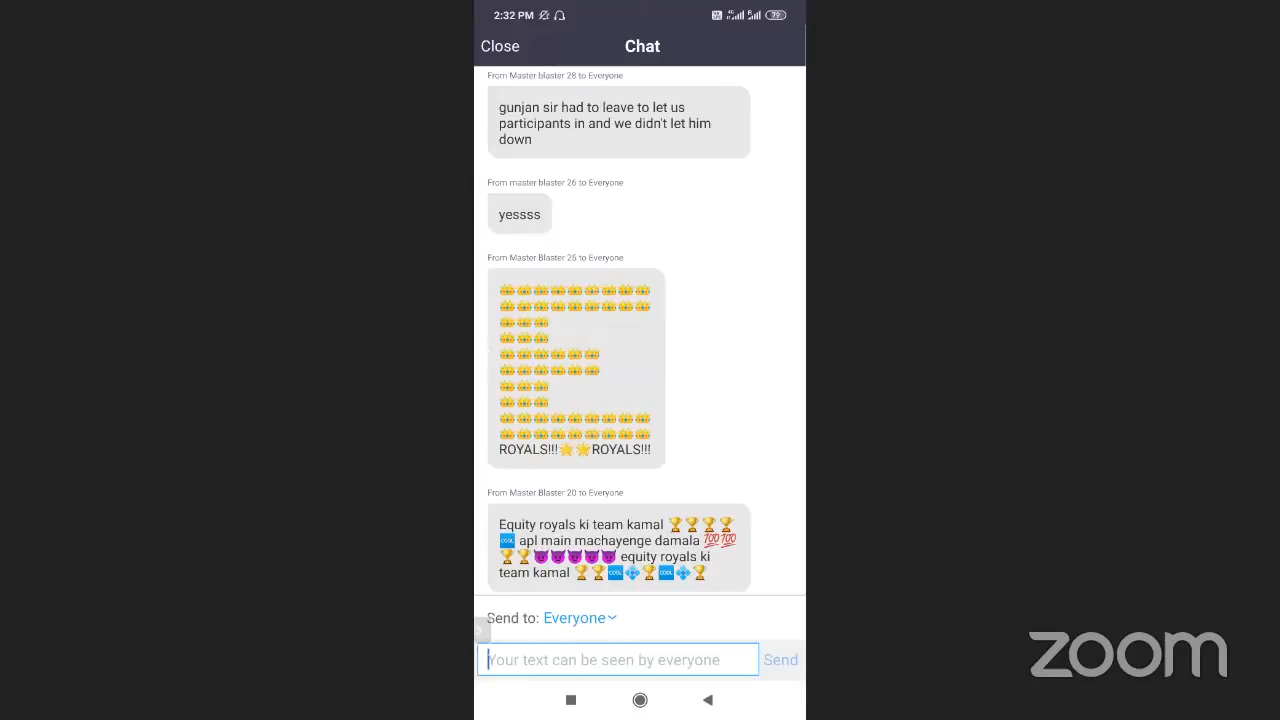 2:32 PM
Close
Chat
From Master blaster 28 to Everyone
gunjan sir had to leave to let us
participants in and we didn't let him
down
From master blaster 26 to Everyone
yessss
From Master Blaster 25 to Everyone
👑👑👑👑👑👑👑👑👑
👑👑👑👑👑👑👑👑👑
👑👑👑
👑👑👑
👑👑👑👑👑👑
👑👑👑👑👑👑
👑👑👑
👑👑👑
👑👑👑👑👑👑👑👑👑
👑👑👑👑👑👑👑👑👑
ROYALS!!!🌟🌟ROYALS!!!
From Master Blaster 20 to Everyone
Equity royals ki team kamal 🏆🏆🏆🏆
🆒 apl main machayenge damala 💯💯
🏆🏆😈😈😈😈😈 equity royals ki
team kamal 🏆🏆🆒💠🏆🆒💠🏆
Send to: Everyone
Your text can be seen by everyone
Send
zoom